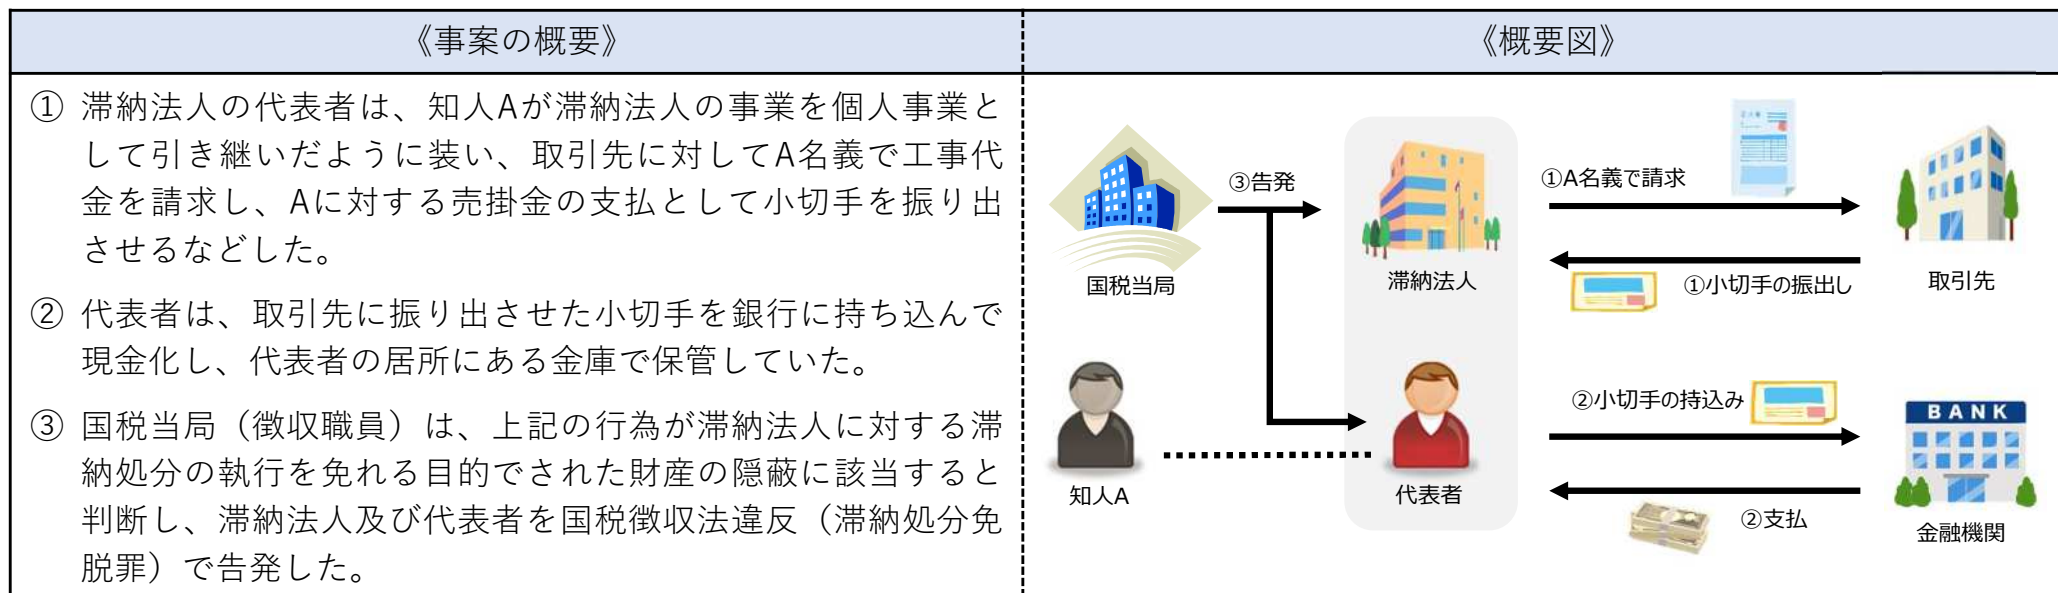 《事案の概要》
① 滞納法人の代表者は、知人Aが滞納法人の事業を個人事業と
して引き継いだように装い、取引先に対してA名義で工事代
金を請求し、Aに対する売掛金の支払として小切手を振り出
させるなどした。
② 代表者は、取引先に振り出させた小切手を銀行に持ち込んで
現金化し、代表者の居所にある金庫で保管していた。
③ 国税当局（徴収職員）は、上記の行為が滞納法人に対する滞
納処分の執行を免れる目的でされた財産の隠蔽に該当すると
判断し、滞納法人及び代表者を国税徴収法違反（滞納処分免
脱罪）で告発した。
《概要図》
③告発
①A名義で請求
国税当局
滞納法人
①小切手の振出し
取引先
②小切手の持込み
BANK
知人A
代表者
②支払
金融機関